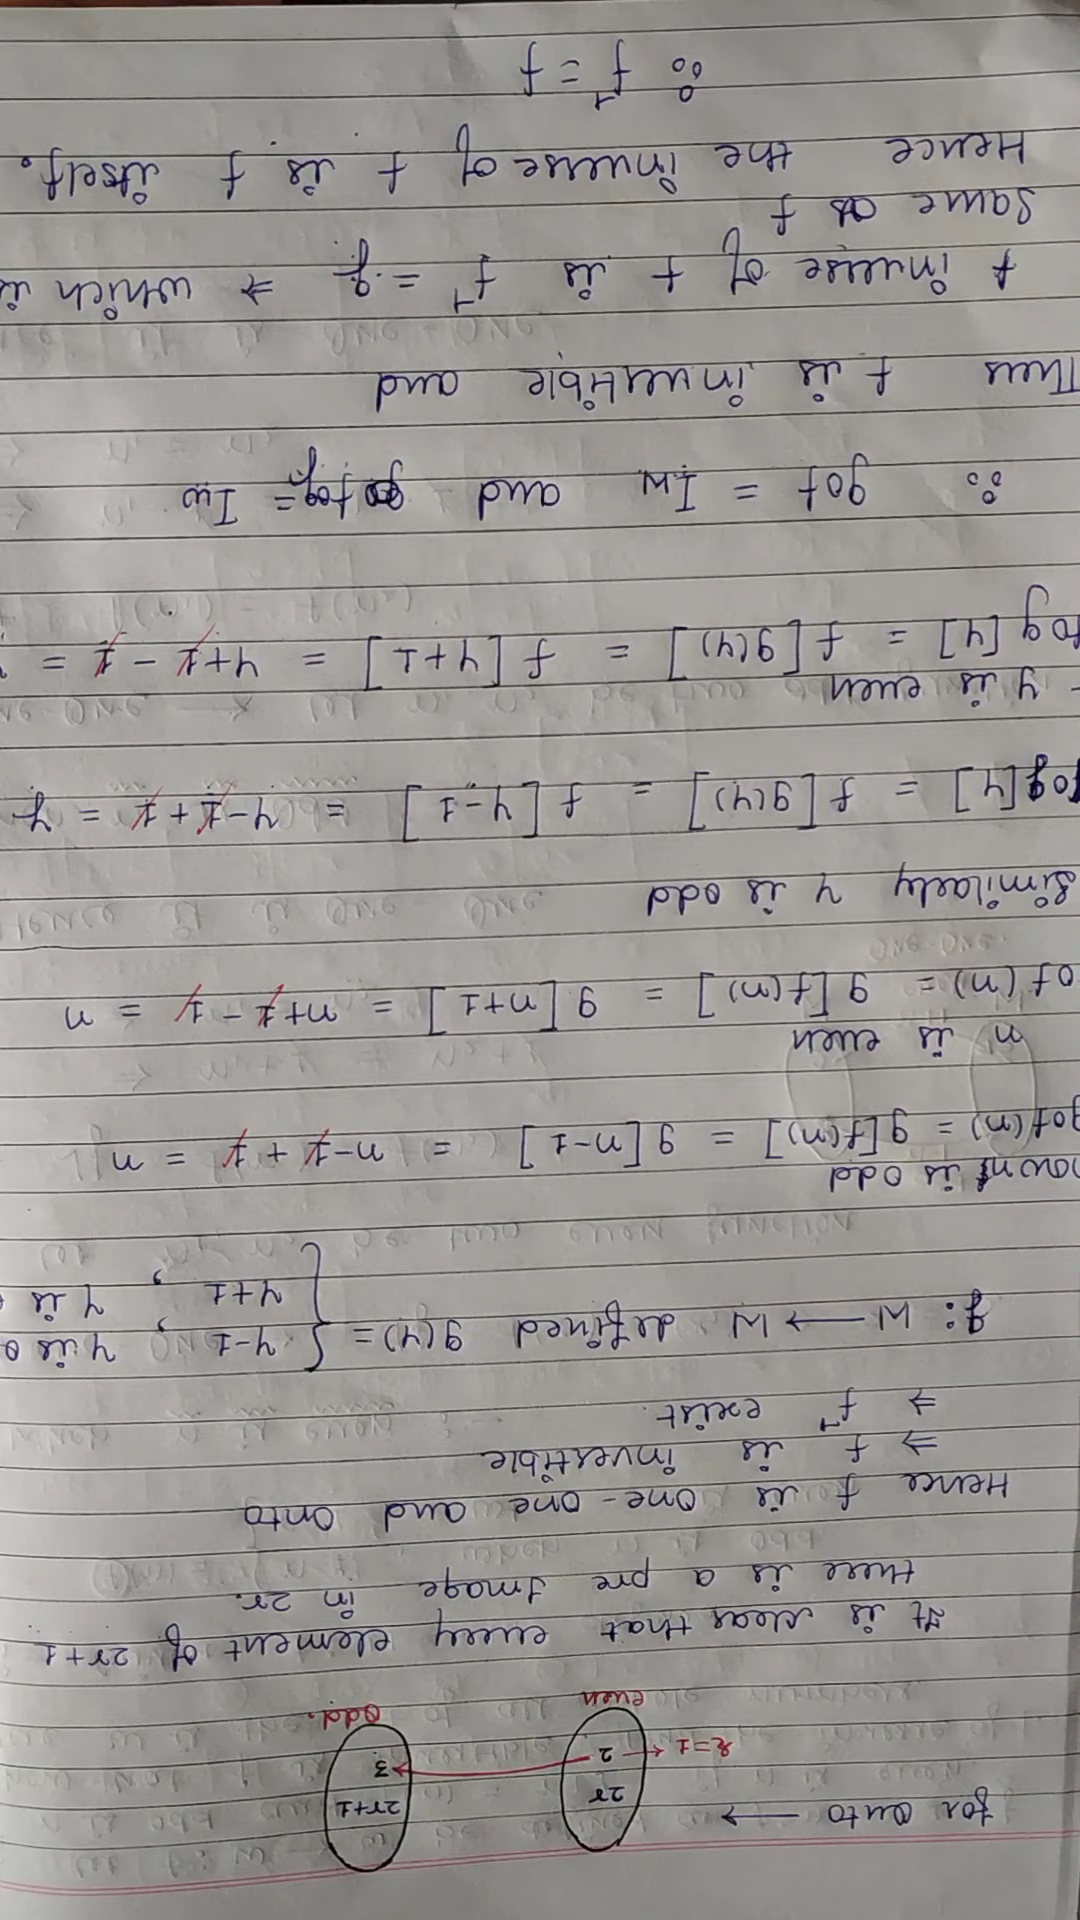 for onto →
2r 2r+1
r=1 → 2 3
even odd.
It is clear that every element of 2r+1
there is a pre Image in 2r.
Hence f is one-one and onto
⇒ f is invertible
⇒ f⁻¹ exist.
g: W → W defined g(y) = { y-1 , y is
y+1 , y is
n is odd
gof(n) = g[f(n)] = g[n-1] = n-1+1 = n
n is even
of(n) = g[f(n)] = g[n+1] = n+1-1 = n
Similarly y is odd
fog[y] = f[g(y)] = f[y-1] = y-1+1 = y
y is even
fog[y] = f[g(y)] = f[y+1] = y+1-1 =
∴ gof = Iw and fog = Iw
Thus f is invertible and
f inverse of f is f⁻¹ = g ⇒ which is
same as f
Hence the inverse of f is f itself.
∴ f⁻¹ = f